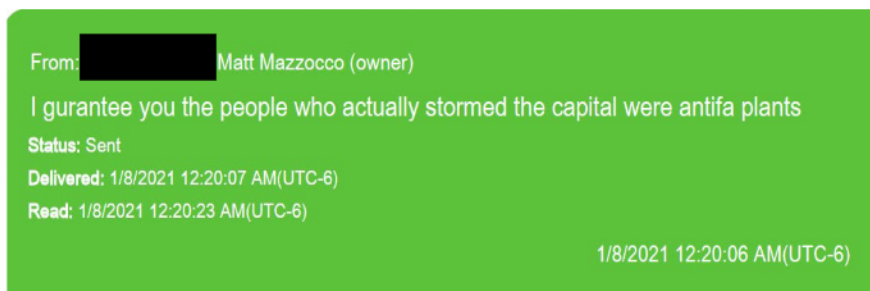 From: Matt Mazzocco (owner)
I gurantee you the people who actually stormed the capital were antifa plants
Status: Sent
Delivered: 1/8/2021 12:20:07 AM(UTC-6)
Read: 1/8/2021 12:20:23 AM(UTC-6)
1/8/2021 12:20:06 AM(UTC-6)